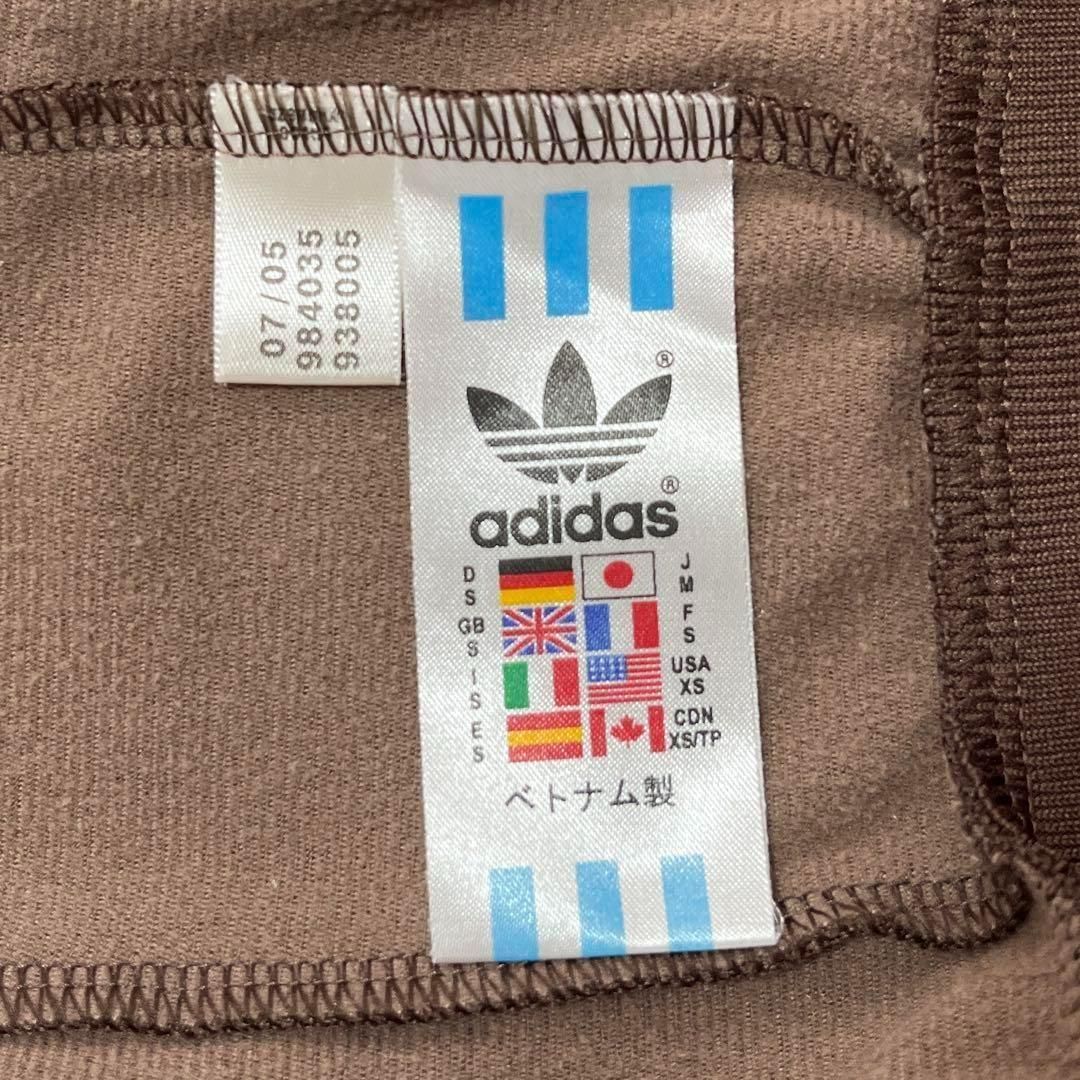 07/05
984035
938005
®
adidas®
D
S
J
M
GB
S
F
S
I
S
USA
XS
E
S
CDN
XS/TP
ベトナム製